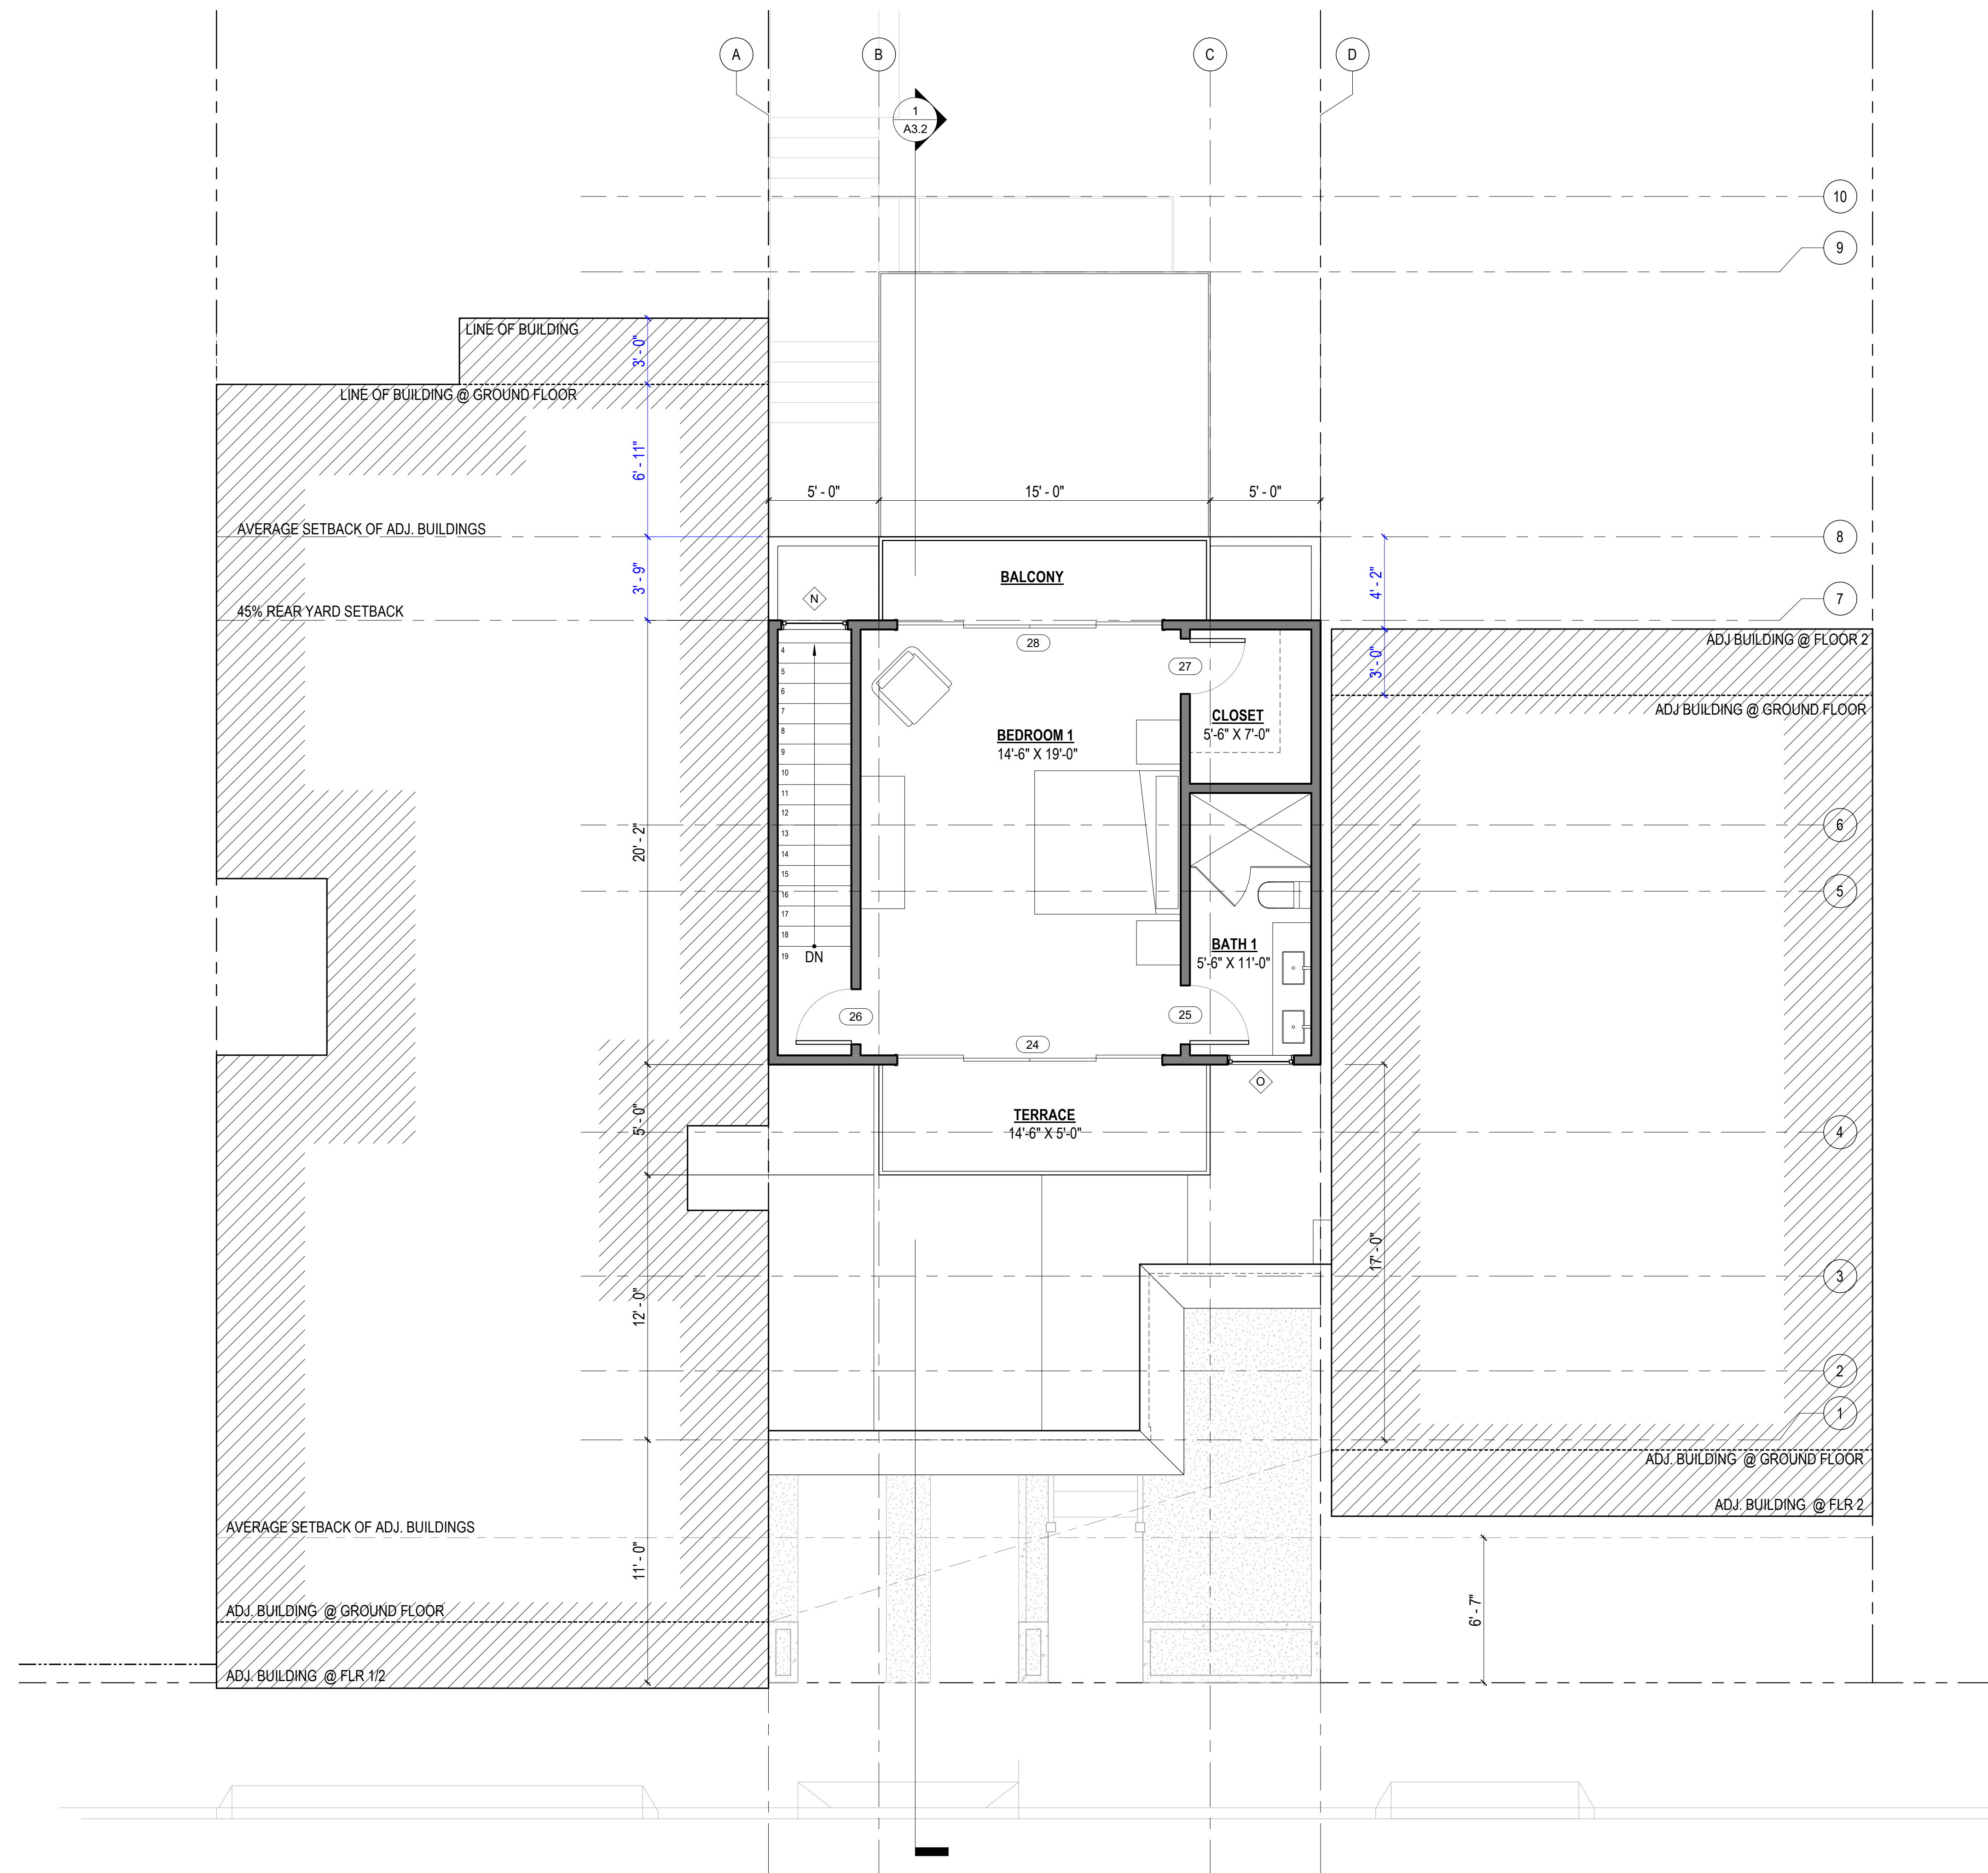 A
B
C
D
1
A3.2
10
9
LINE OF BUILDING
3' - 0"
LINE OF BUILDING @ GROUND FLOOR
6' - 11"
5' - 0"
15' - 0"
5' - 0"
AVERAGE SETBACK OF ADJ. BUILDINGS
8
3' - 9"
BALCONY
4' - 2"
N
7
45% REAR YARD SETBACK
28
27
ADJ BUILDING @ FLOOR 2
3' - 0"
ADJ BUILDING @ GROUND FLOOR
4
5
6
7
8
9
10
11
12
13
14
15
16
17
18
19
DN
BEDROOM 1
14'-6" X 19'-0"
CLOSET
5'-6" X 7'-0"
20' - 2"
6
5
BATH 1
5'-6" X 11'-0"
26
25
24
O
5' - 0"
TERRACE
14'-6" X 5'-0"
4
17' - 0"
3
12' - 0"
2
1
ADJ. BUILDING @ GROUND FLOOR
ADJ. BUILDING @ FLR 2
AVERAGE SETBACK OF ADJ. BUILDINGS
11' - 0"
6' - 7"
ADJ. BUILDING @ GROUND FLOOR
ADJ. BUILDING @ FLR 1/2